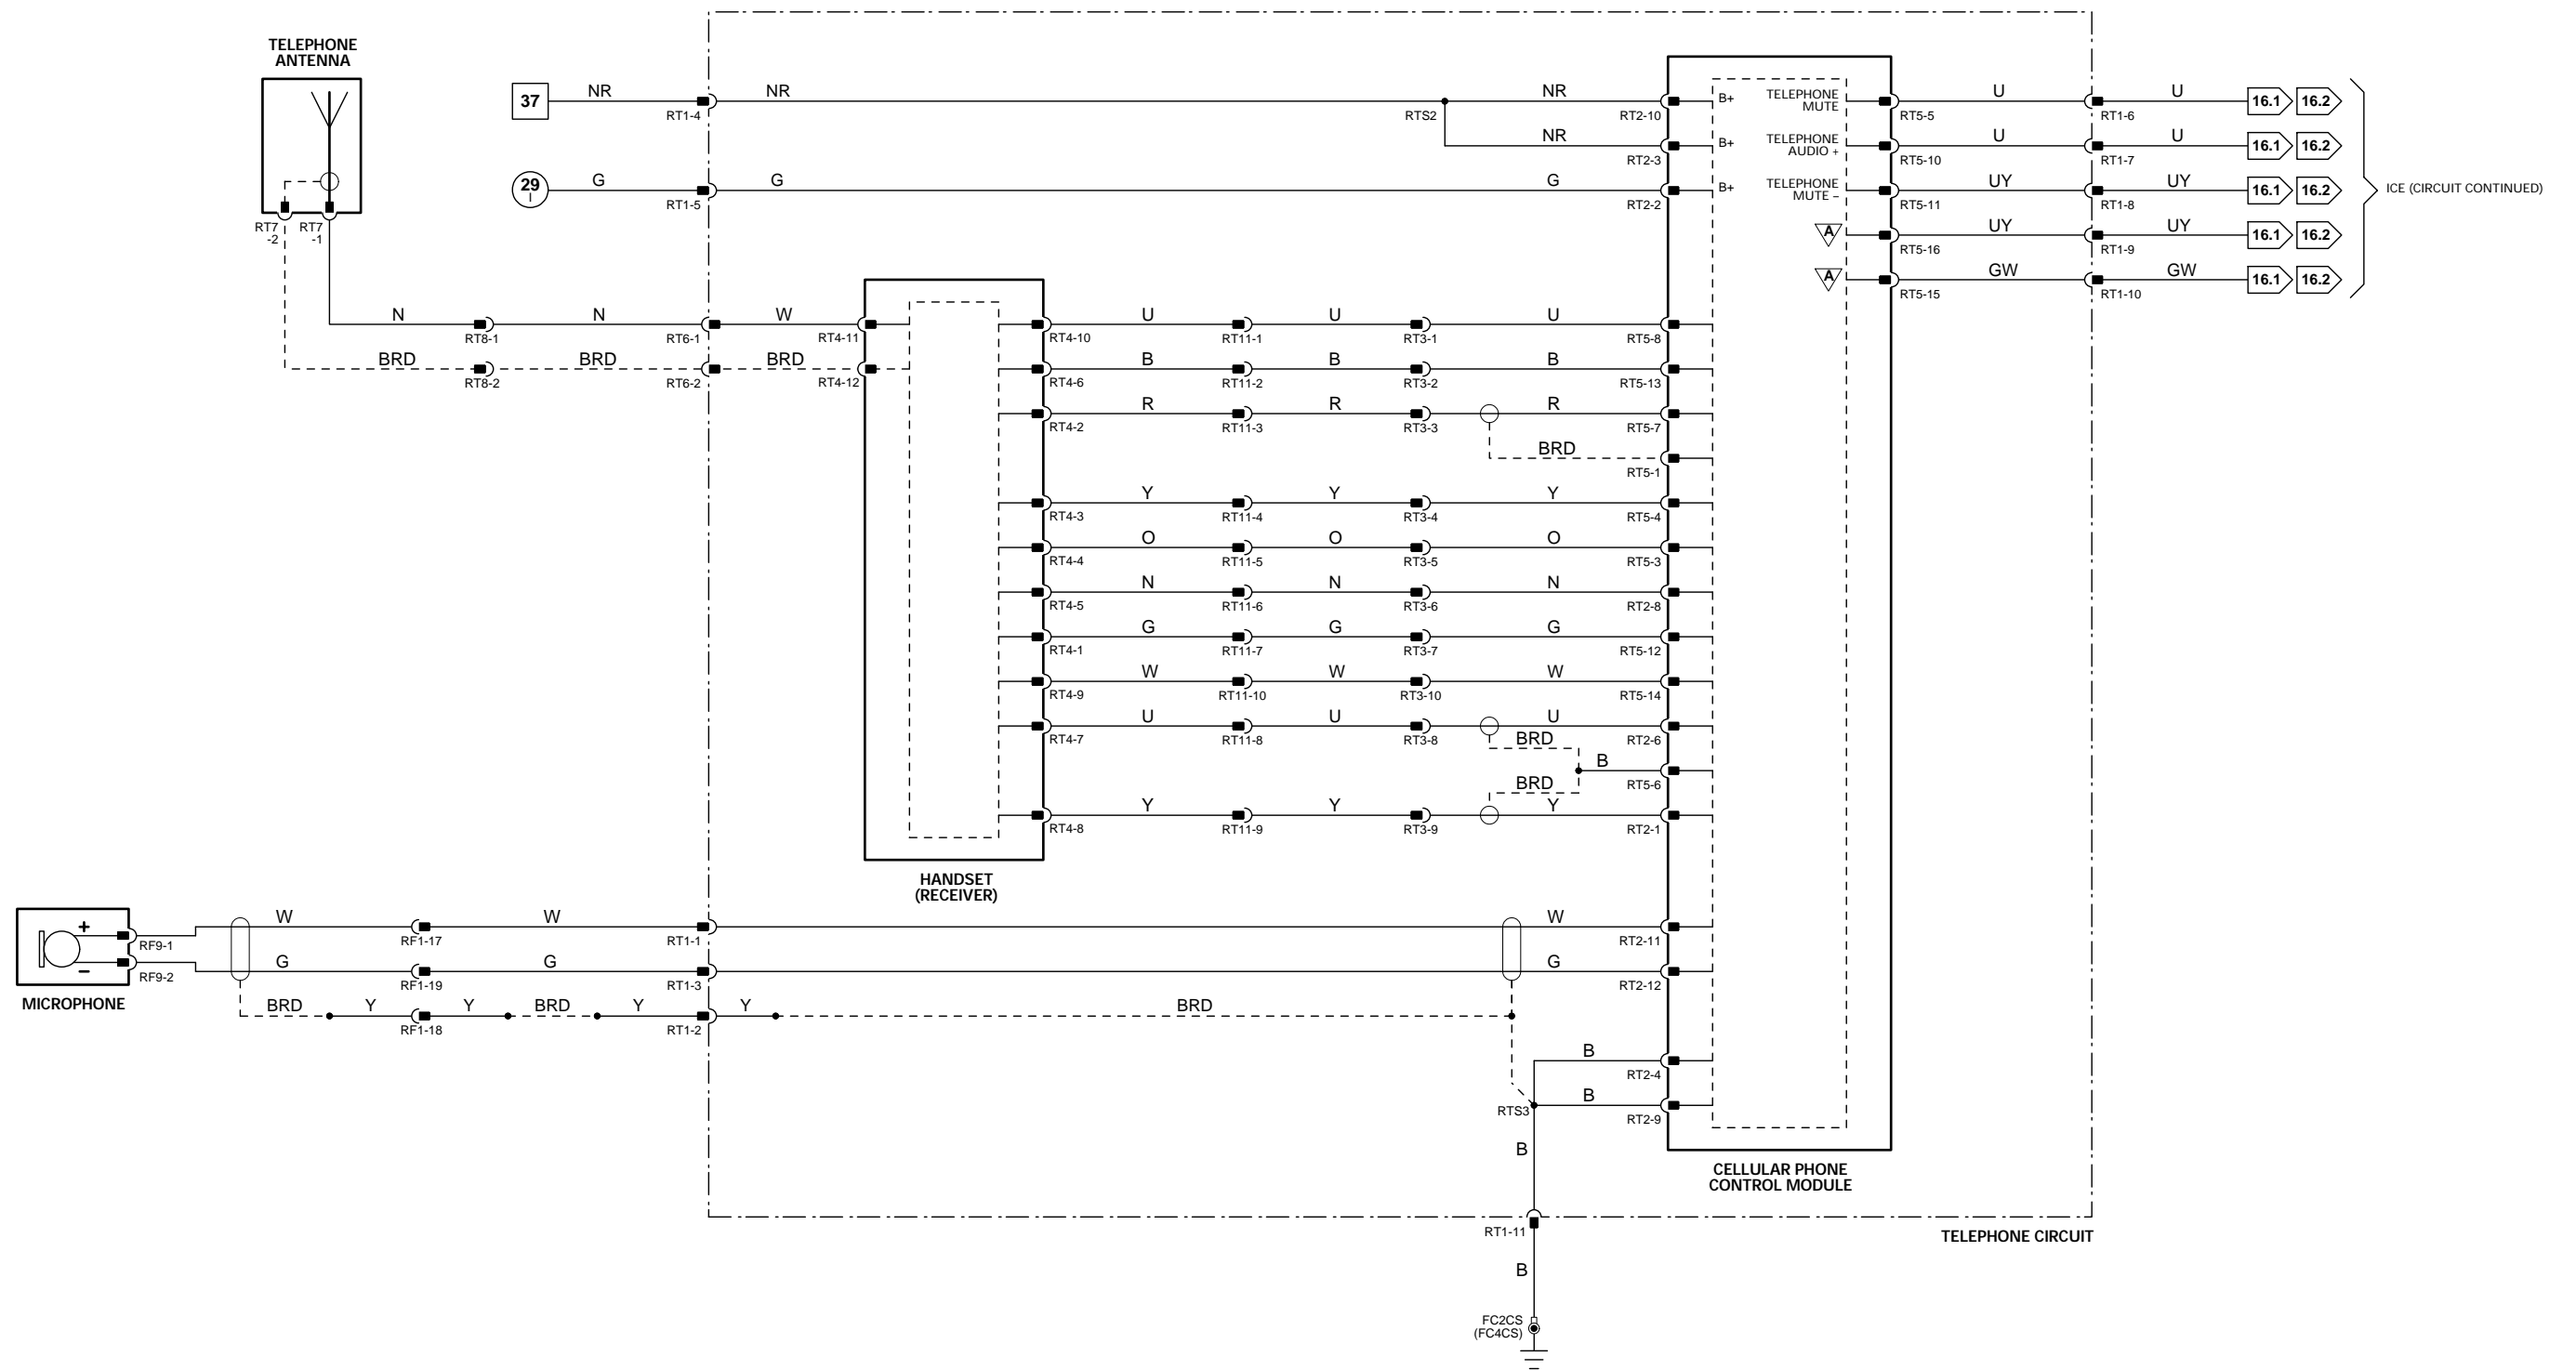 TELEPHONE
ANTENNA
37 NR NR NR
RT1-4 RTS2 RT2-10
B+ TELEPHONE
MUTE
U U 16.1 16.2
RT5-5 RT1-6
NR
RT2-3
B+ TELEPHONE
AUDIO +
U U 16.1 16.2
RT5-10 RT1-7
29
I
G G G
RT1-5 RT2-2
B+ TELEPHONE
MUTE –
UY UY 16.1 16.2
RT5-11 RT1-8
ICE (CIRCUIT CONTINUED)
A UY UY 16.1 16.2
RT5-16 RT1-9
A GW GW 16.1 16.2
RT5-15 RT1-10
RT7
-2
RT7
-1
N N W U U U
RT8-1 RT6-1 RT4-11 RT4-10 RT11-1 RT3-1 RT5-8
BRD BRD BRD B B B
RT8-2 RT6-2 RT4-12 RT4-6 RT11-2 RT3-2 RT5-13
R R R
RT4-2 RT11-3 RT3-3 RT5-7
BRD
RT5-1
Y Y Y
RT4-3 RT11-4 RT3-4 RT5-4
O O O
RT4-4 RT11-5 RT3-5 RT5-3
N N N
RT4-5 RT11-6 RT3-6 RT2-8
G G G
RT4-1 RT11-7 RT3-7 RT5-12
W W W
RT4-9 RT11-10 RT3-10 RT5-14
U U U
RT4-7 RT11-8 RT3-8 RT2-6
BRD
B
RT5-6
BRD
Y Y Y
RT4-8 RT11-9 RT3-9 RT2-1
HANDSET
(RECEIVER)
+ W W W
RF9-1 RF1-17 RT1-1 RT2-11
– G G G
RF9-2 RF1-19 RT1-3 RT2-12
MICROPHONE
BRD Y Y BRD Y Y BRD
RF1-18 RT1-2
B
RT2-4
B
RTS3 RT2-9
B
CELLULAR PHONE
CONTROL MODULE
RT1-11
TELEPHONE CIRCUIT
B
FC2CS
(FC4CS)